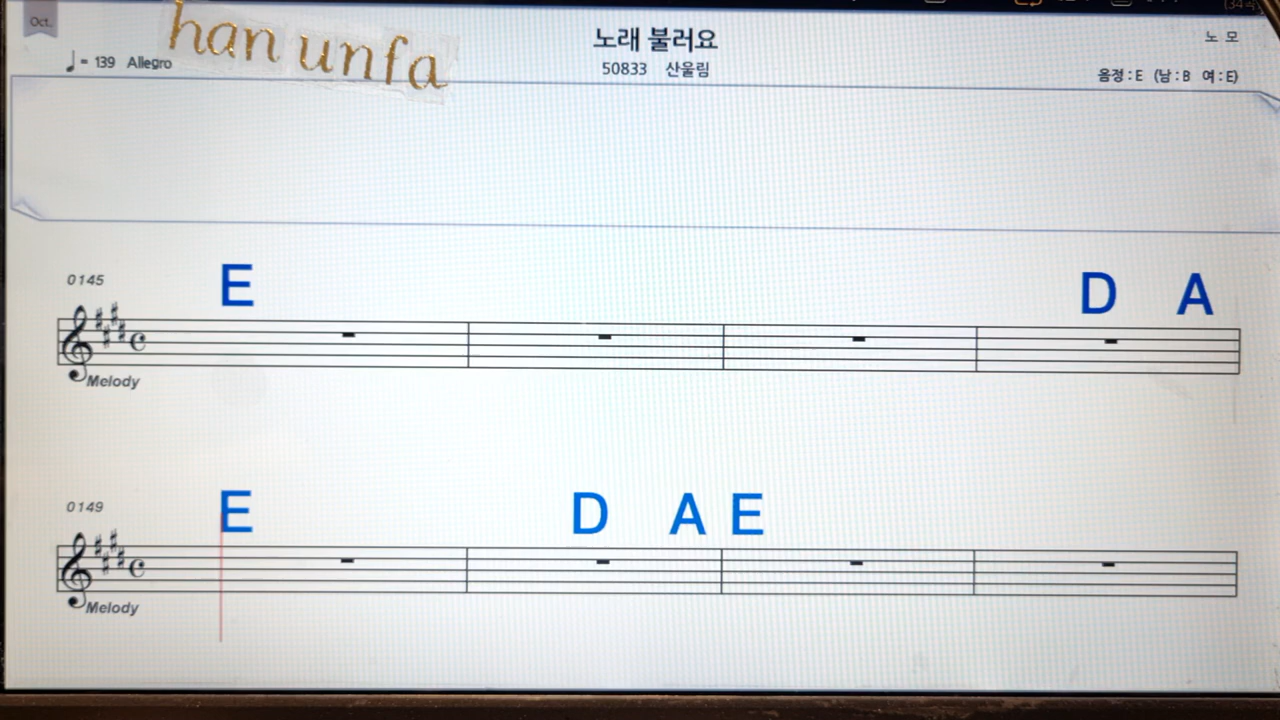 Oct.
han unfa
노래 불러요
노 모
♩= 139 Allegro
50833 산울림
음정 : E (남 : B 여 : E)
0145
E D A
Melody
0149
E D A E
Melody